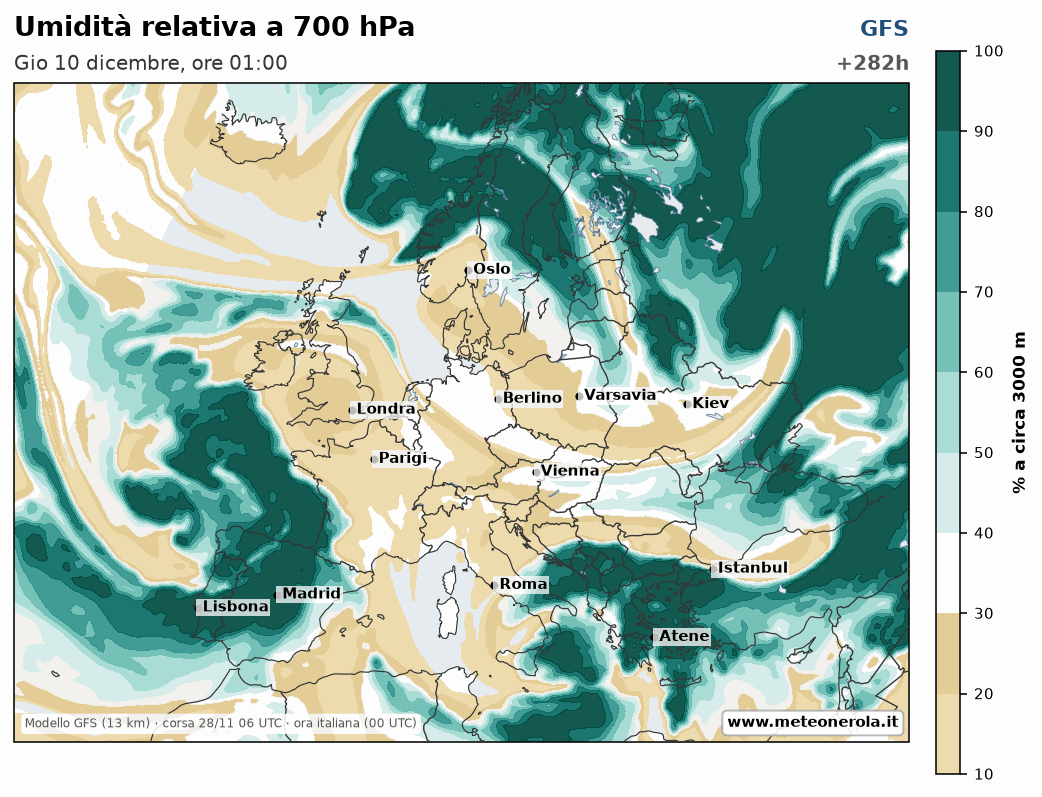 Umidità relativa a 700 hPa
GFS
Gio 10 dicembre, ore 01:00
+282h
100
90
80
70
60
50
40
30
20
10
% a circa 3000 m
Oslo
Berlino
Varsavia
Kiev
Londra
Parigi
Vienna
Istanbul
Roma
Madrid
Lisbona
Atene
Modello GFS (13 km) · corsa 28/11 06 UTC · ora italiana (00 UTC)
www.meteonerola.it